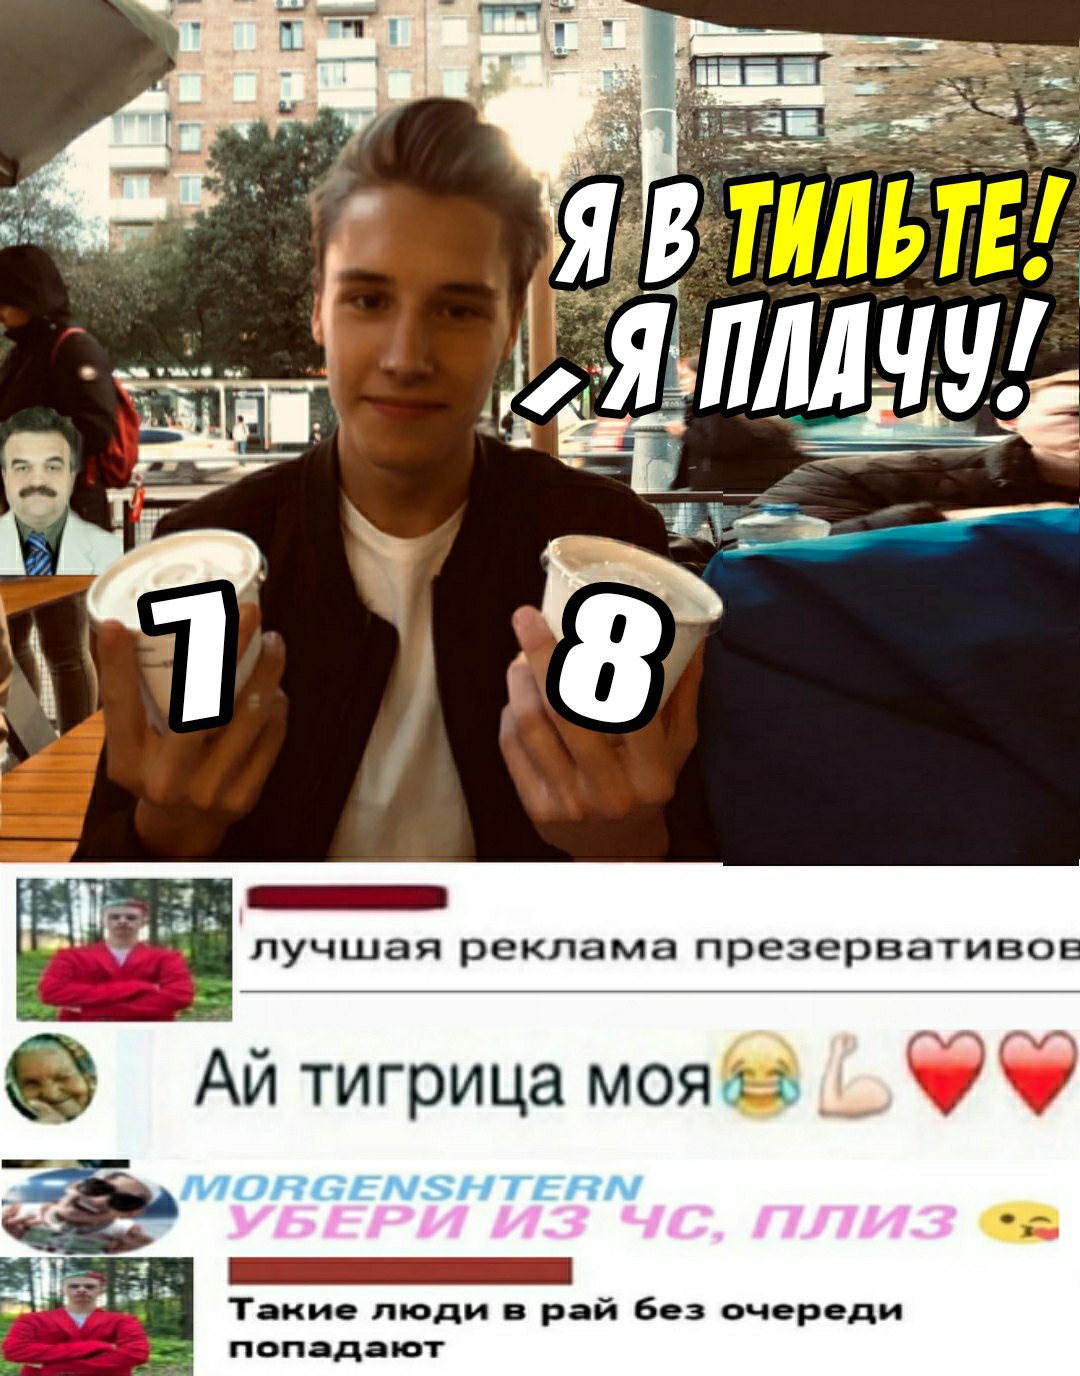 Я В ТИЛЬТЕ!
Я ПЛАЧУ!
7
8
лучшая реклама презервативов
Ай тигрица моя😂💪❤❤
MORGENSHTERN
УБЕРИ ИЗ ЧС, ПЛИЗ 😘
Такие люди в рай без очереди
попадают